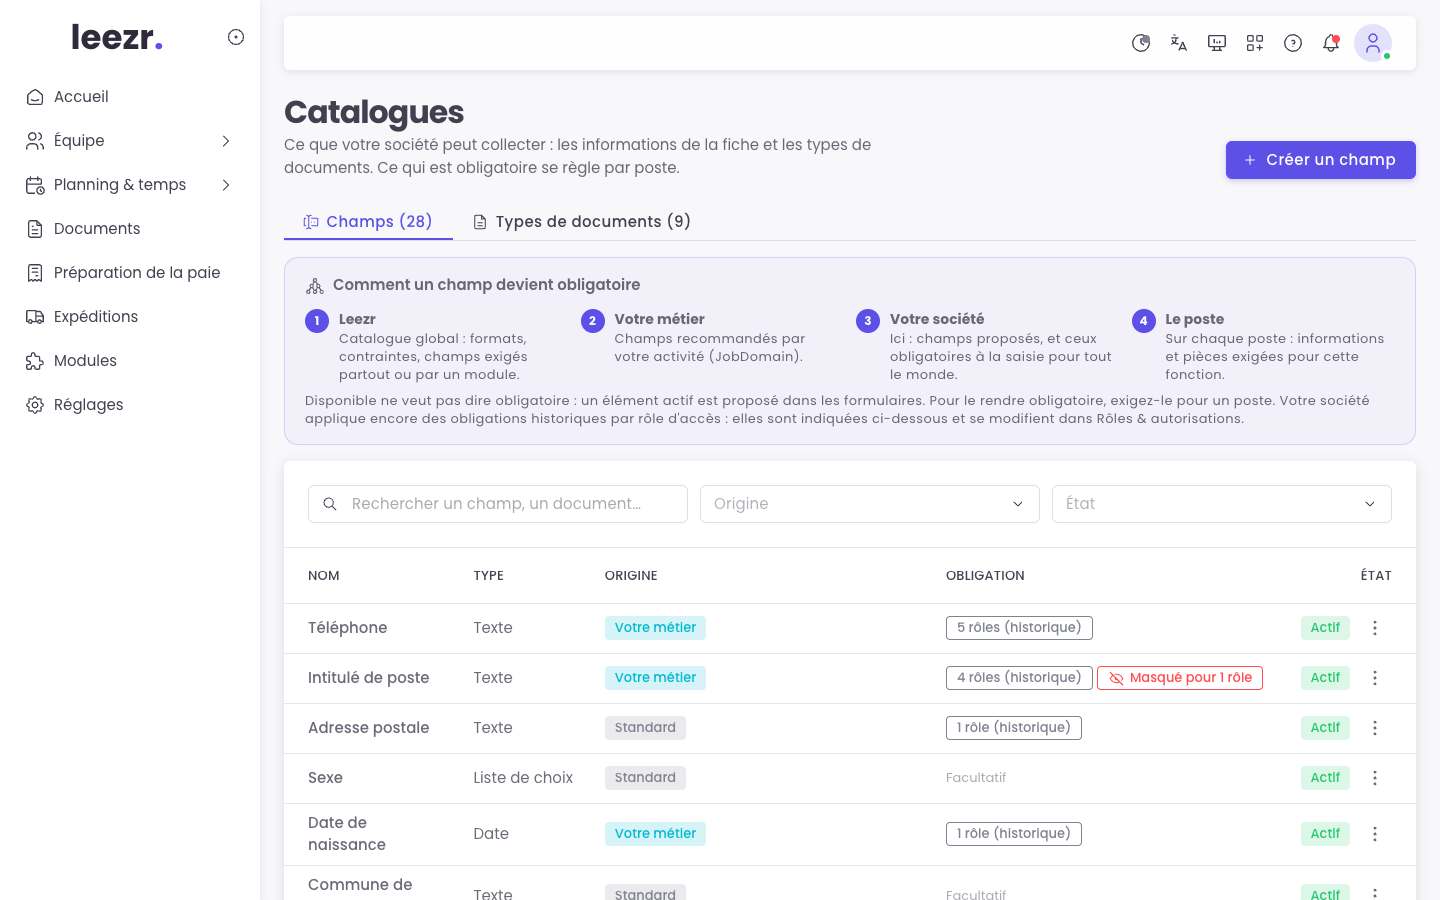 leezr.
Accueil
Équipe
Planning & temps
Documents
Préparation de la paie
Expéditions
Modules
Réglages
Catalogues
Ce que votre société peut collecter : les informations de la fiche et les types de
documents. Ce qui est obligatoire se règle par poste.
Créer un champ
Champs (28)
Types de documents (9)
Comment un champ devient obligatoire
1
Leezr
Catalogue global : formats,
contraintes, champs exigés
partout ou par un module.
2
Votre métier
Champs recommandés par
votre activité (JobDomain).
3
Votre société
Ici : champs proposés, et ceux
obligatoires à la saisie pour tout
le monde.
4
Le poste
Sur chaque poste : informations
et pièces exigées pour cette
fonction.
Disponible ne veut pas dire obligatoire : un élément actif est proposé dans les formulaires. Pour le rendre obligatoire, exigez-le pour un poste. Votre société
applique encore des obligations historiques par rôle d'accès : elles sont indiquées ci-dessous et se modifient dans Rôles & autorisations.
Rechercher un champ, un document...
Origine
État
NOM TYPE ORIGINE OBLIGATION ÉTAT
Téléphone Texte Votre métier 5 rôles (historique) Actif
Intitulé de poste Texte Votre métier 4 rôles (historique) Masqué pour 1 rôle Actif
Adresse postale Texte Standard 1 rôle (historique) Actif
Sexe Liste de choix Standard Facultatif Actif
Date de
naissance Date Votre métier 1 rôle (historique) Actif
Commune de
Texte Standard Facultatif Actif